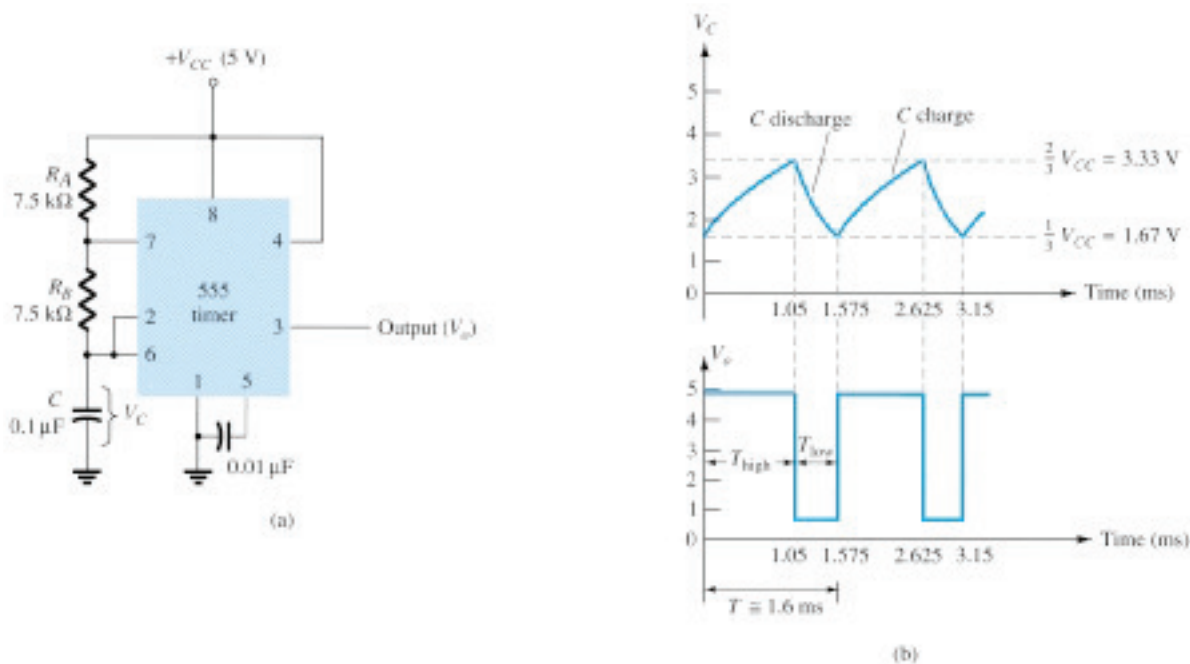 +V_CC (5 V)
R_A
7.5 kΩ
8
7
4
R_B
7.5 kΩ
555
timer
2
3
Output (V_o)
6
1
5
C
0.1 µF
V_C
0.01 µF
(a)
V_C
5
4
3
2
1
0
C discharge
C charge
2/3 V_CC = 3.33 V
1/3 V_CC = 1.67 V
Time (ms)
1.05 1.575 2.625 3.15
V_o
5
4
3
2
1
0
T_high
T_low
Time (ms)
1.05 1.575 2.625 3.15
T ≅ 1.6 ms
(b)